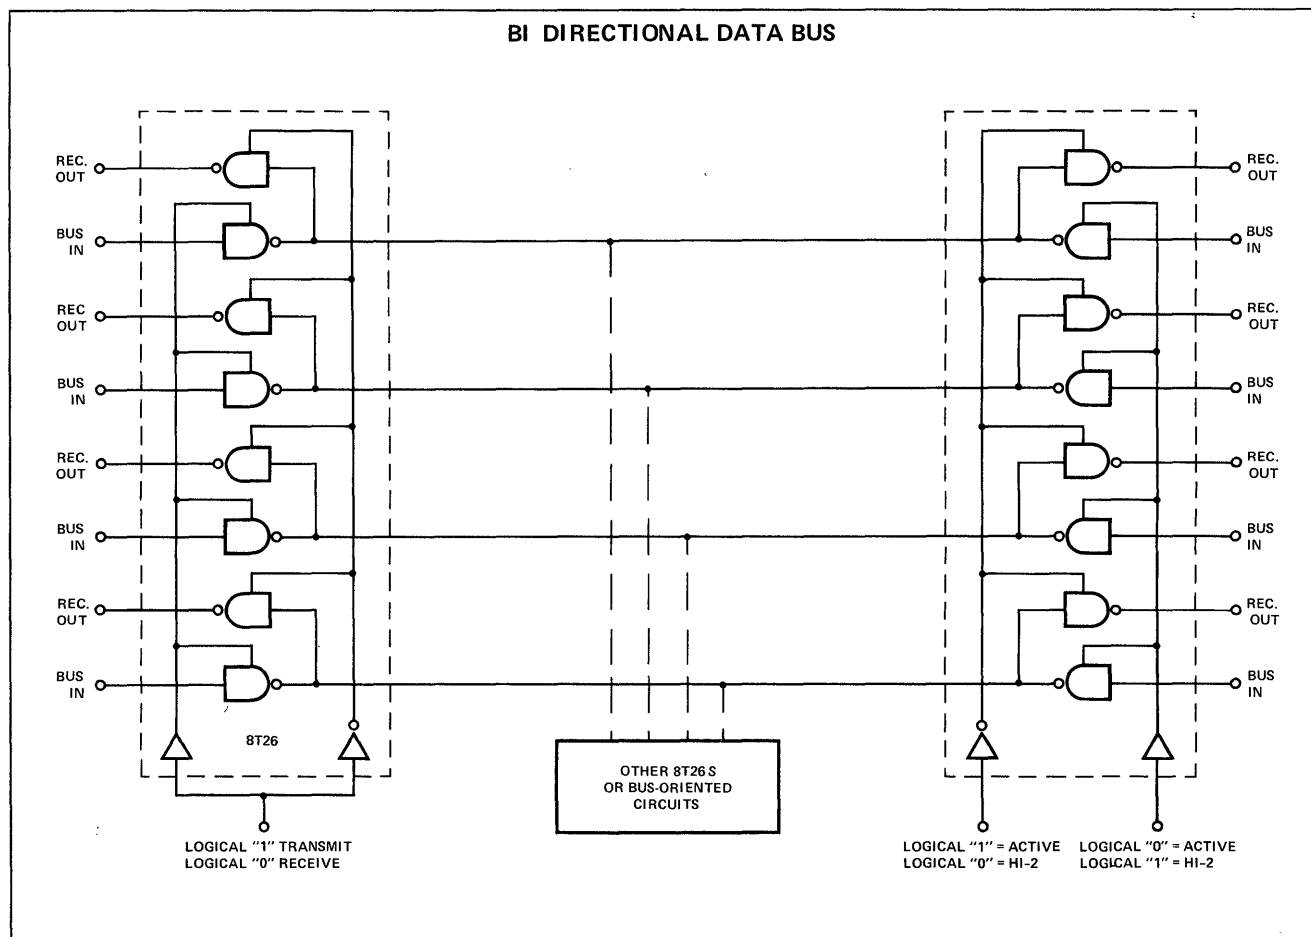 BI DIRECTIONAL DATA BUS
REC.
OUT
BUS
IN
REC
OUT
BUS
IN
REC.
OUT
BUS
IN
REC.
OUT
BUS
IN
REC.
OUT
BUS
IN
REC.
OUT
BUS
IN
REC.
OUT
BUS
IN
REC.
OUT
BUS
IN
8T26
OTHER 8T26S
OR BUS-ORIENTED
CIRCUITS
LOGICAL "1" TRANSMIT
LOGICAL "0" RECEIVE
LOGICAL "1" = ACTIVE
LOGICAL "0" = HI-2
LOGICAL "0" = ACTIVE
LOGICAL "1" = HI-2